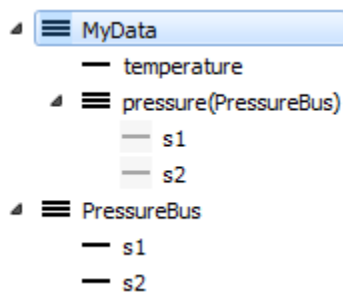 MyData
temperature
pressure(PressureBus)
s1
s2
PressureBus
s1
s2